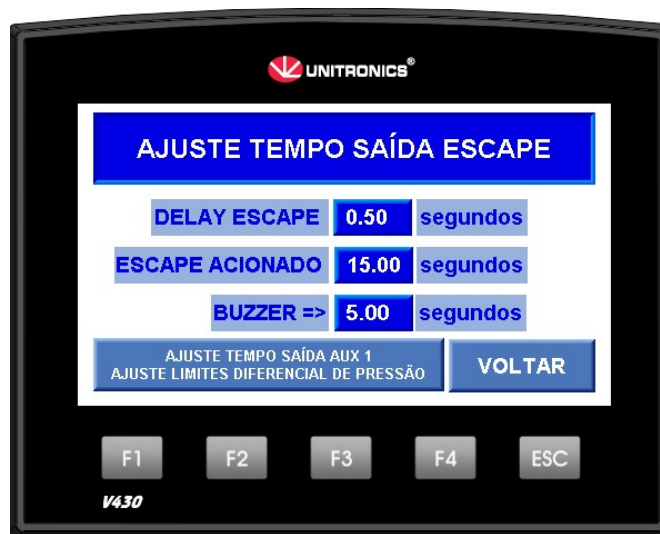 UNITRONICS®
AJUSTE TEMPO SAÍDA ESCAPE
DELAY ESCAPE 0.50 segundos
ESCAPE ACIONADO 15.00 segundos
BUZZER => 5.00 segundos
AJUSTE TEMPO SAÍDA AUX 1
AJUSTE LIMITES DIFERENCIAL DE PRESSÃO
VOLTAR
F1 F2 F3 F4 ESC
V430